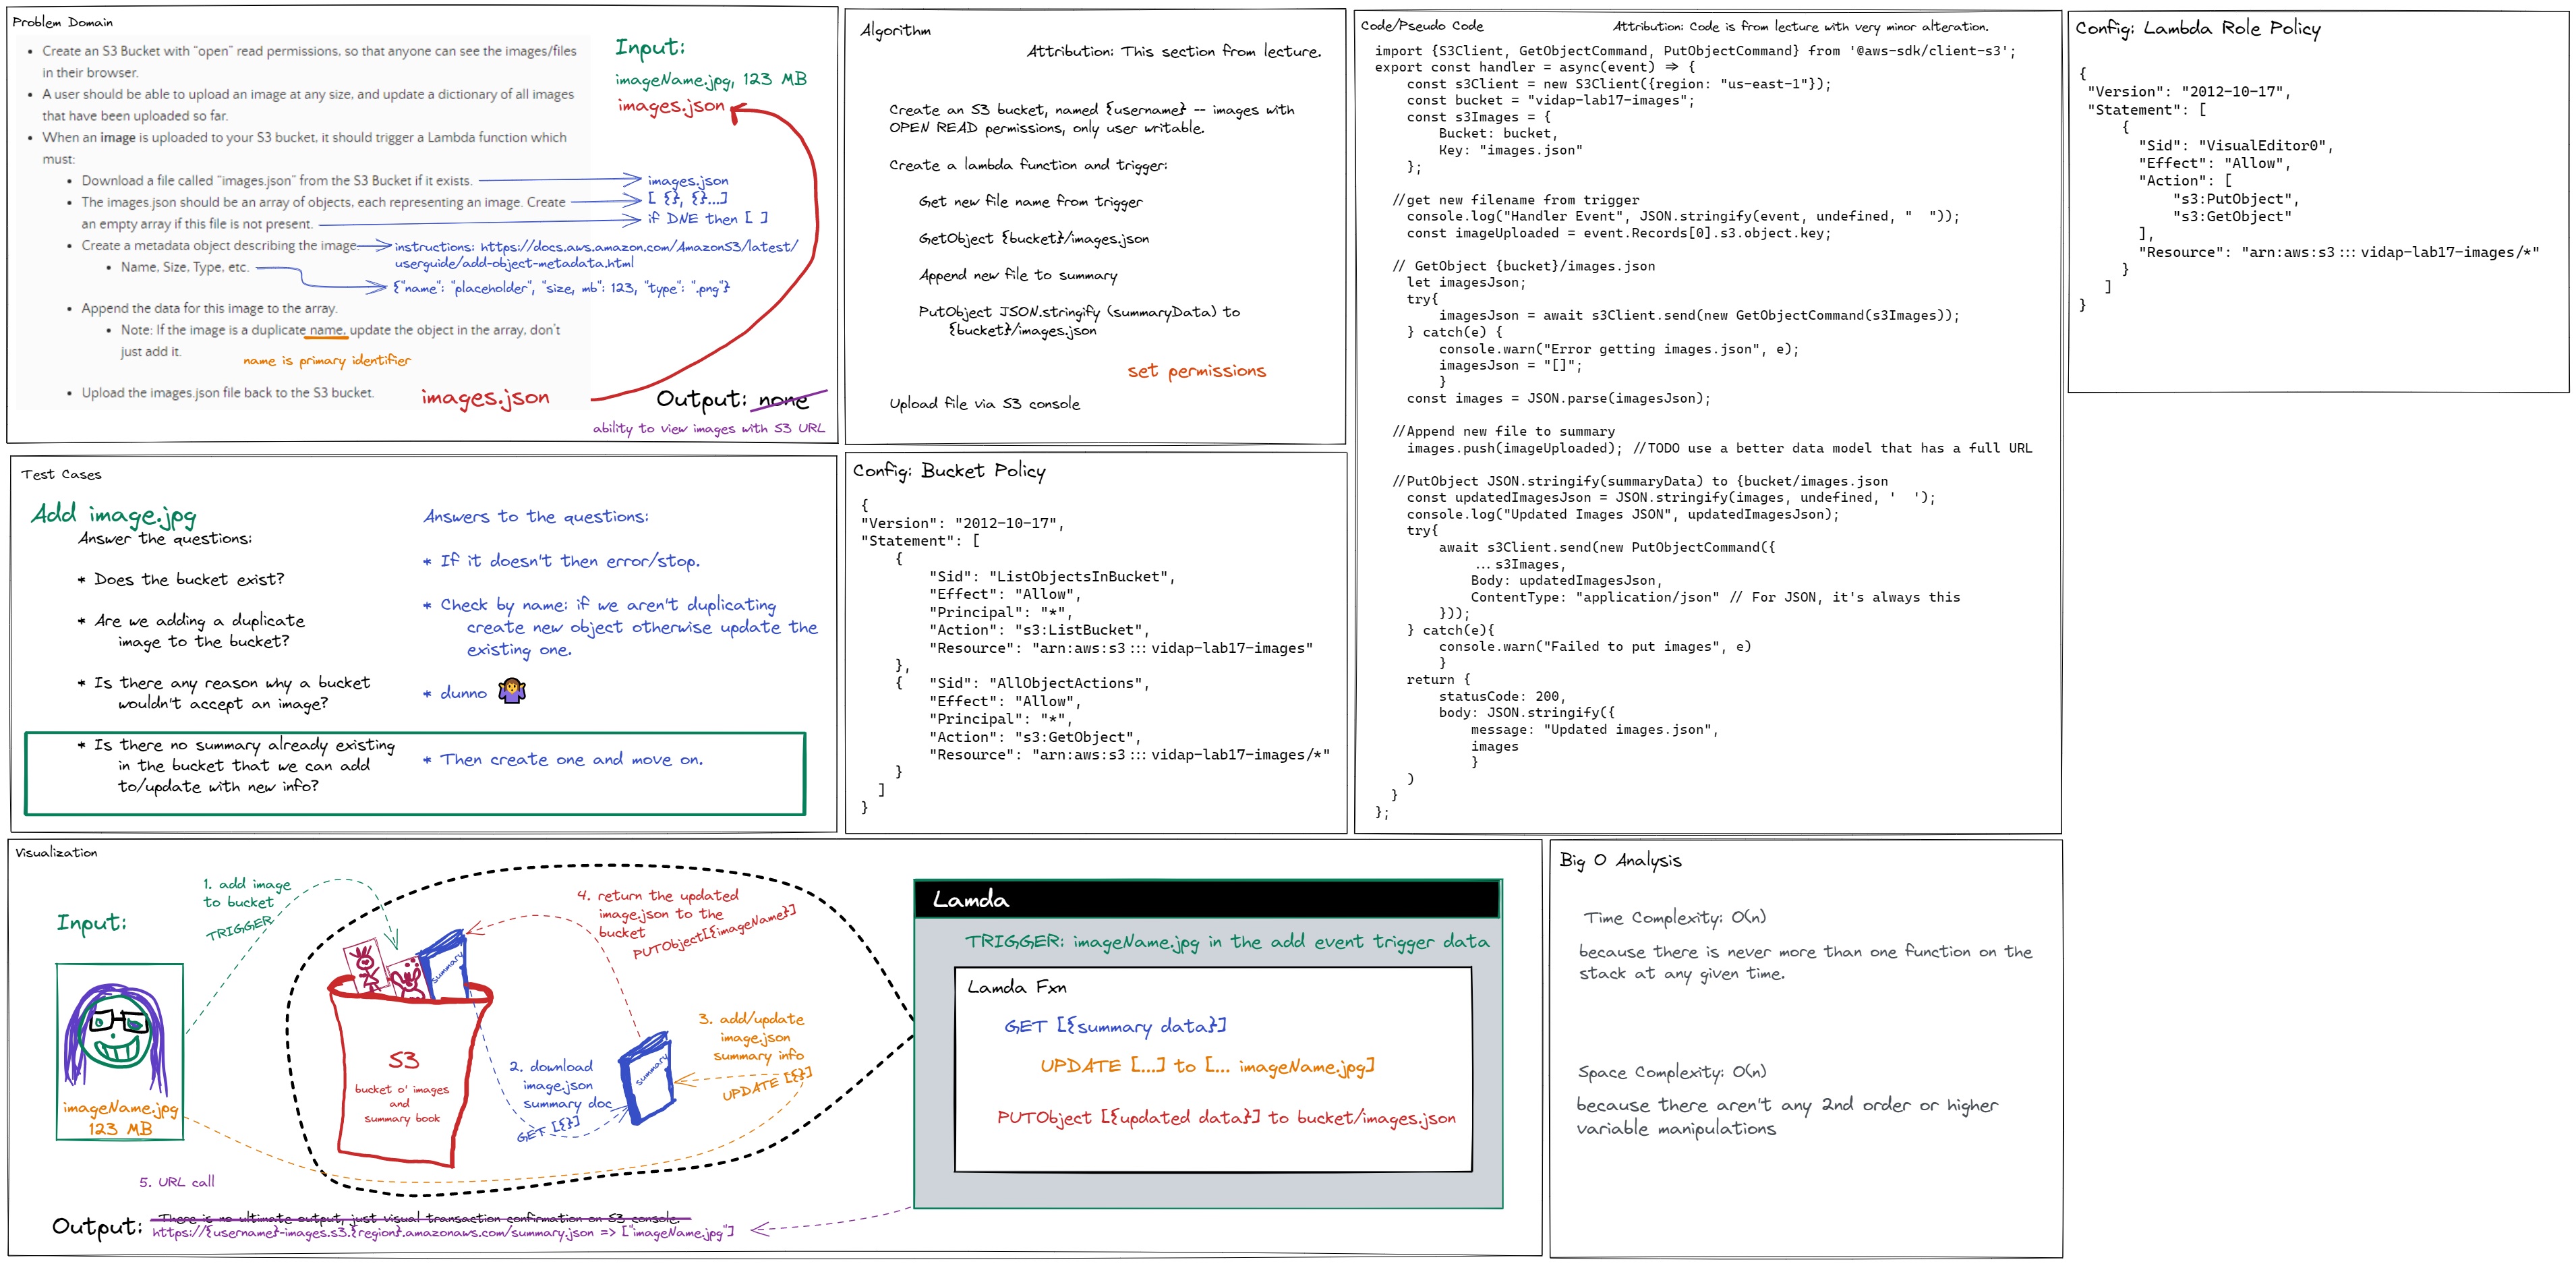 Problem Domain
• Create an S3 Bucket with "open" read permissions, so that anyone can see the images/files
in their browser.
• A user should be able to upload an image at any size, and update a dictionary of all images
that have been uploaded so far.
• When an image is uploaded to your S3 bucket, it should trigger a Lambda function which
must:
• Download a file called "images.json" from the S3 Bucket if it exists.
• The images.json should be an array of objects, each representing an image. Create
an empty array if this file is not present.
• Create a metadata object describing the image.
• Name, Size, Type, etc.
• Append the data for this image to the array.
• Note: If the image is a duplicate name, update the object in the array, don't
just add it.
name is primary identifier
• Upload the images.json file back to the S3 bucket.
images.json
Input:
imageName.jpg, 123 MB
images.json
images.json
[ {}, {}...]
if DNE then [ ]
instructions: https://docs.aws.amazon.com/AmazonS3/latest/
userguide/add-object-metadata.html
{"name": "placeholder", "size, mb": 123, "type": ".png"}
Output: none
ability to view images with S3 URL
Algorithm
Attribution: This section from lecture.
Create an S3 bucket, named {username} -- images with
OPEN READ permissions, only user writable.
Create a lambda function and trigger:
Get new file name from trigger
GetObject {bucket}/images.json
Append new file to summary
PutObject JSON.stringify (summaryData) to
{bucket}/images.json
set permissions
Upload file via S3 console
Code/Pseudo Code
Attribution: Code is from lecture with very minor alteration.
import {S3Client, GetObjectCommand, PutObjectCommand} from '@aws-sdk/client-s3';
export const handler = async(event) => {
const s3Client = new S3Client({region: "us-east-1"});
const bucket = "vidap-lab17-images";
const s3Images = {
Bucket: bucket,
Key: "images.json"
};
//get new filename from trigger
console.log("Handler Event", JSON.stringify(event, undefined, "  "));
const imageUploaded = event.Records[0].s3.object.key;
// GetObject {bucket}/images.json
let imagesJson;
try{
imagesJson = await s3Client.send(new GetObjectCommand(s3Images));
} catch(e) {
console.warn("Error getting images.json", e);
imagesJson = "[]";
}
const images = JSON.parse(imagesJson);
//Append new file to summary
images.push(imageUploaded); //TODO use a better data model that has a full URL
//PutObject JSON.stringify(summaryData) to {bucket/images.json
const updatedImagesJson = JSON.stringify(images, undefined, '  ');
console.log("Updated Images JSON", updatedImagesJson);
try{
await s3Client.send(new PutObjectCommand({
...s3Images,
Body: updatedImagesJson,
ContentType: "application/json" // For JSON, it's always this
}));
} catch(e){
console.warn("Failed to put images", e)
}
return {
statusCode: 200,
body: JSON.stringify({
message: "Updated images.json",
images
}
)
}
};
Config: Lambda Role Policy
{
"Version": "2012-10-17",
"Statement": [
{
"Sid": "VisualEditor0",
"Effect": "Allow",
"Action": [
"s3:PutObject",
"s3:GetObject"
],
"Resource": "arn:aws:s3:::vidap-lab17-images/*"
}
]
}
Test Cases
Add image.jpg
Answer the questions:
* Does the bucket exist?
* Are we adding a duplicate
image to the bucket?
* Is there any reason why a bucket
wouldn't accept an image?
* Is there no summary already existing
in the bucket that we can add
to/update with new info?
Answers to the questions:
* If it doesn't then error/stop.
* Check by name: if we aren't duplicating
create new object otherwise update the
existing one.
* dunno 🤷‍♀️
* Then create one and move on.
Config: Bucket Policy
{
"Version": "2012-10-17",
"Statement": [
{
"Sid": "ListObjectsInBucket",
"Effect": "Allow",
"Principal": "*",
"Action": "s3:ListBucket",
"Resource": "arn:aws:s3:::vidap-lab17-images"
},
{ "Sid": "AllObjectActions",
"Effect": "Allow",
"Principal": "*",
"Action": "s3:GetObject",
"Resource": "arn:aws:s3:::vidap-lab17-images/*"
}
]
}
Visualization
Input:
imageName.jpg
123 MB
1. add image
to bucket
TRIGGER
S3
bucket o' images
and
summary book
Summary
2. download
image.json
summary doc
GET [{}]
Summary
3. add/update
image.json
summary info
UPDATE [{}]
4. return the updated
image.json to the
bucket
PUTObject[{imageName}]
5. URL call
Output: There is no ultimate output, just visual transaction confirmation on S3 console.
https://{username}-images.s3.{region}.amazonaws.com/summary.json => ["imageName.jpg"]
Lamda
TRIGGER: imageName.jpg in the add event trigger data
Lamda Fxn
GET [{summary data}]
UPDATE [...] to [... imageName.jpg]
PUTObject [{updated data}] to bucket/images.json
Big O Analysis
Time Complexity: O(n)
because there is never more than one function on the
stack at any given time.
Space Complexity: O(n)
because there aren't any 2nd order or higher
variable manipulations